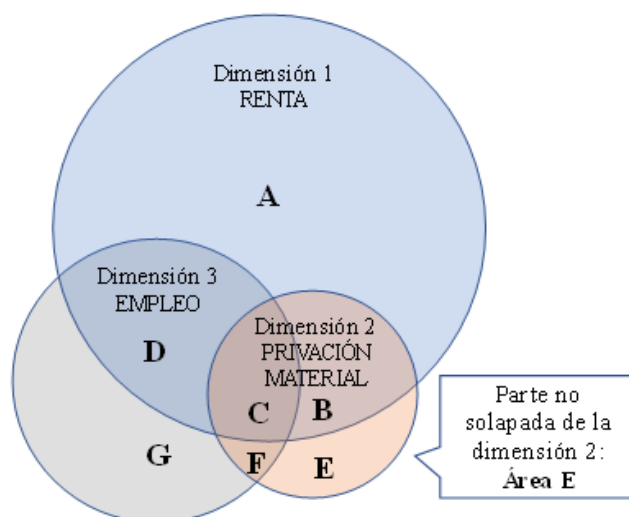 Dimensión 1
RENTA
A
Dimensión 3
EMPLEO
Dimensión 2
PRIVACIÓN
MATERIAL
D
C
B
G
F
E
Parte no
solapada de la
dimensión 2:
Área E